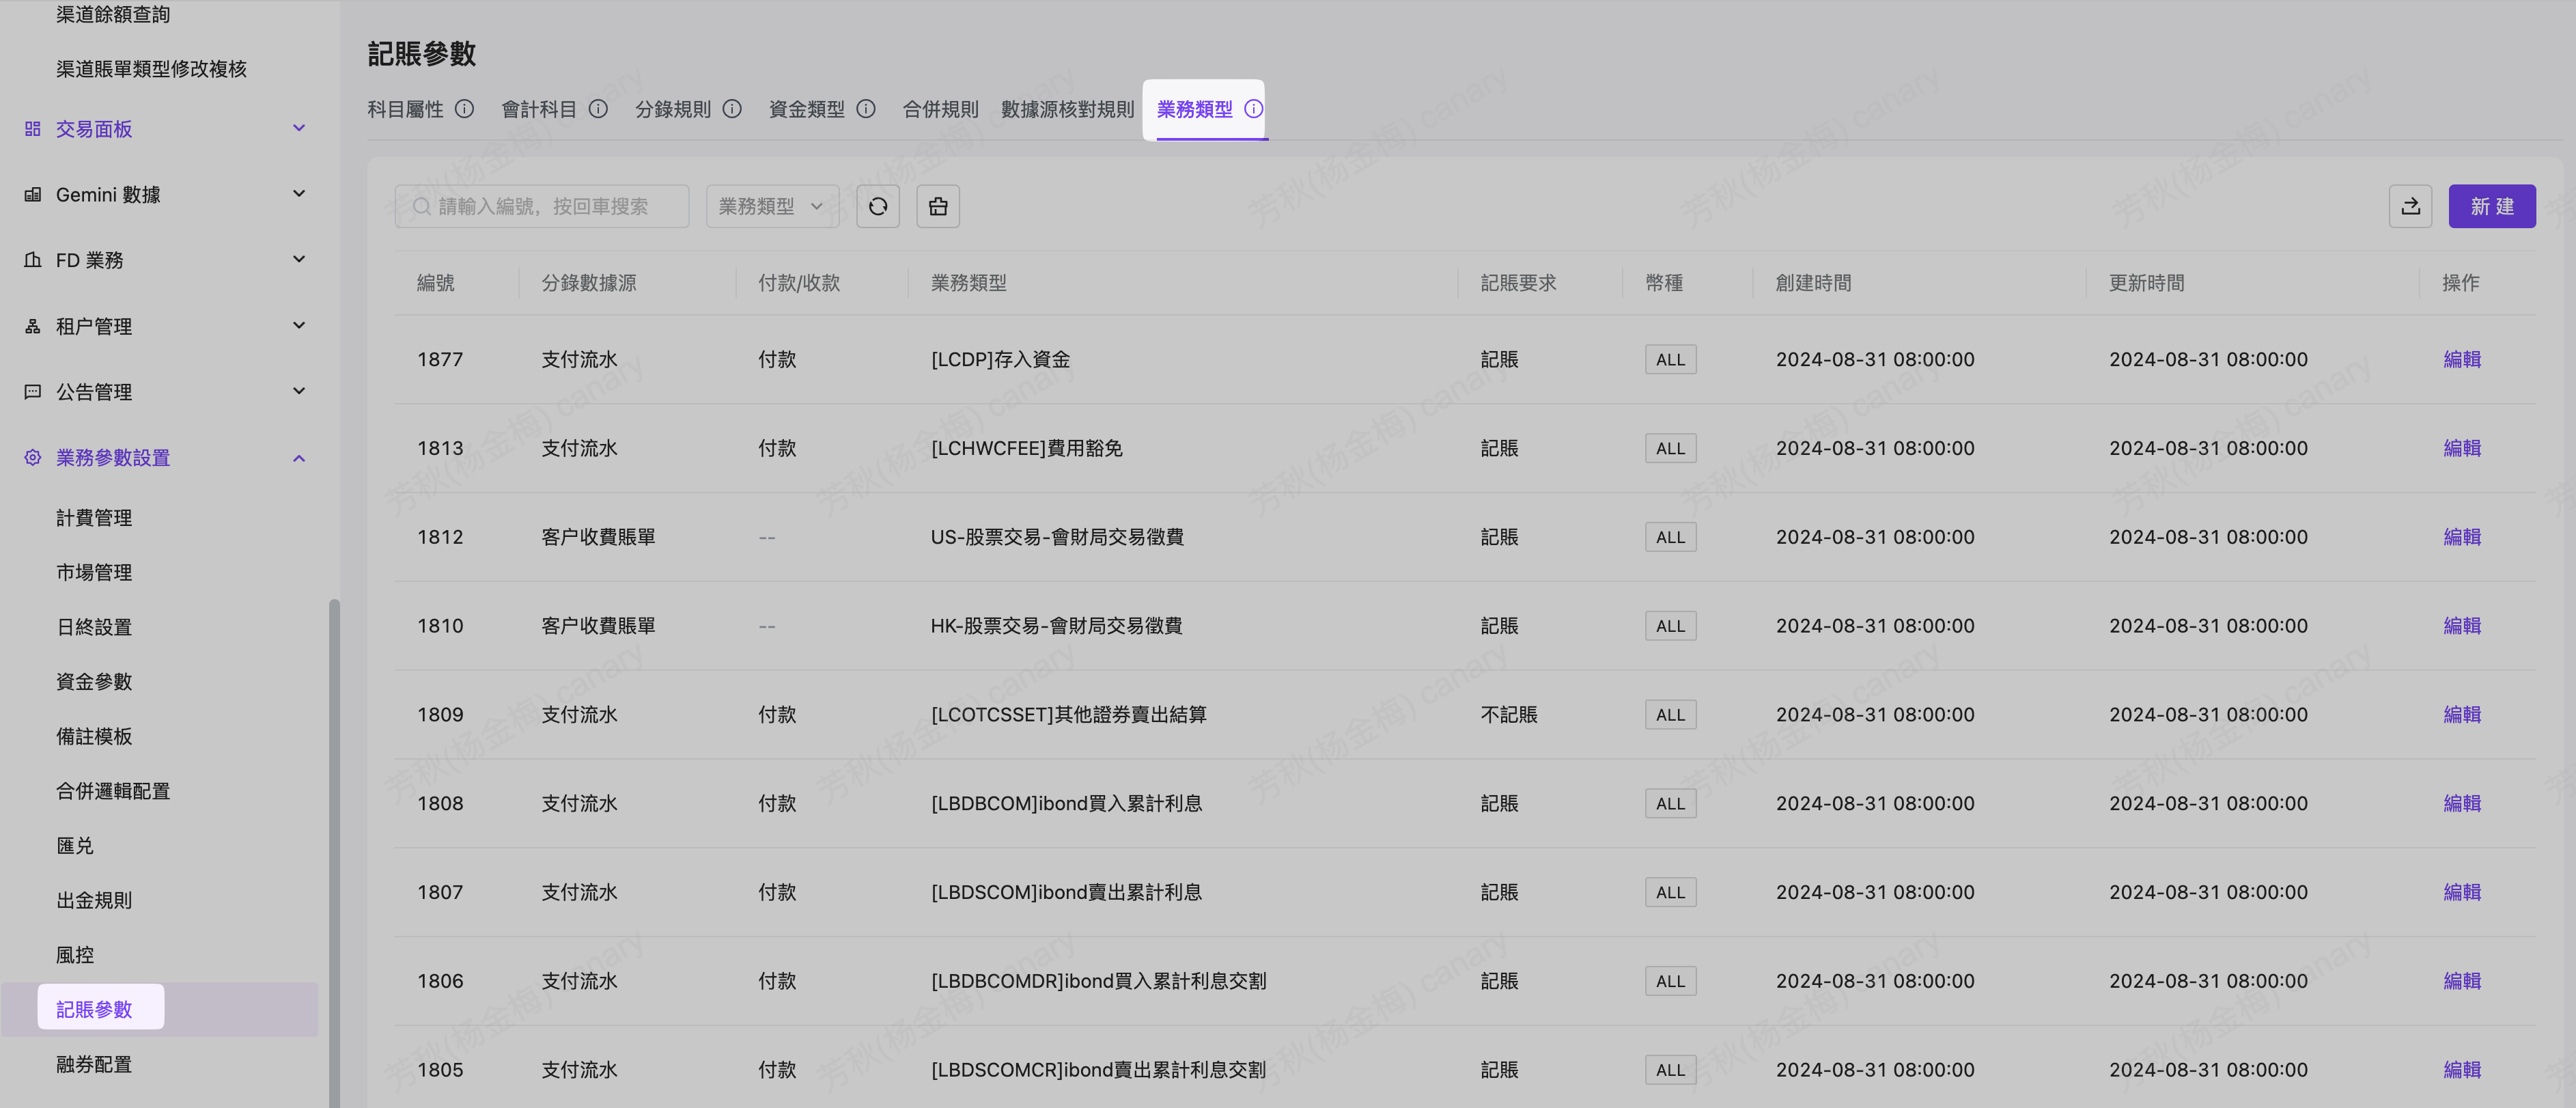 渠道餘額查詢
渠道賬單類型修改複核
交易面板
Gemini 數據
FD 業務
租户管理
公告管理
業務參數設置
計費管理
市場管理
日終設置
資金參數
備註模板
合併邏輯配置
匯兑
出金規則
風控
記賬參數
融券配置
記賬參數
科目屬性 會計科目 分錄規則 資金類型 合併規則 數據源核對規則 業務類型
請輸入編號，按回車搜索 業務類型 新 建
編號 分錄數據源 付款/收款 業務類型 記賬要求 幣種 創建時間 更新時間 操作
1877 支付流水 付款 [LCDP]存入資金 記賬 ALL 2024-08-31 08:00:00 2024-08-31 08:00:00 編輯
1813 支付流水 付款 [LCHWCFEE]費用豁免 記賬 ALL 2024-08-31 08:00:00 2024-08-31 08:00:00 編輯
1812 客户收費賬單 -- US-股票交易-會財局交易徵費 記賬 ALL 2024-08-31 08:00:00 2024-08-31 08:00:00 編輯
1810 客户收費賬單 -- HK-股票交易-會財局交易徵費 記賬 ALL 2024-08-31 08:00:00 2024-08-31 08:00:00 編輯
1809 支付流水 付款 [LCOTCSSET]其他證券賣出結算 不記賬 ALL 2024-08-31 08:00:00 2024-08-31 08:00:00 編輯
1808 支付流水 付款 [LBDBCOM]ibond買入累計利息 記賬 ALL 2024-08-31 08:00:00 2024-08-31 08:00:00 編輯
1807 支付流水 付款 [LBDSCOM]ibond賣出累計利息 記賬 ALL 2024-08-31 08:00:00 2024-08-31 08:00:00 編輯
1806 支付流水 付款 [LBDBCOMDR]ibond買入累計利息交割 記賬 ALL 2024-08-31 08:00:00 2024-08-31 08:00:00 編輯
1805 支付流水 付款 [LBDSCOMCR]ibond賣出累計利息交割 記賬 ALL 2024-08-31 08:00:00 2024-08-31 08:00:00 編輯
芳秋(杨金梅) canary